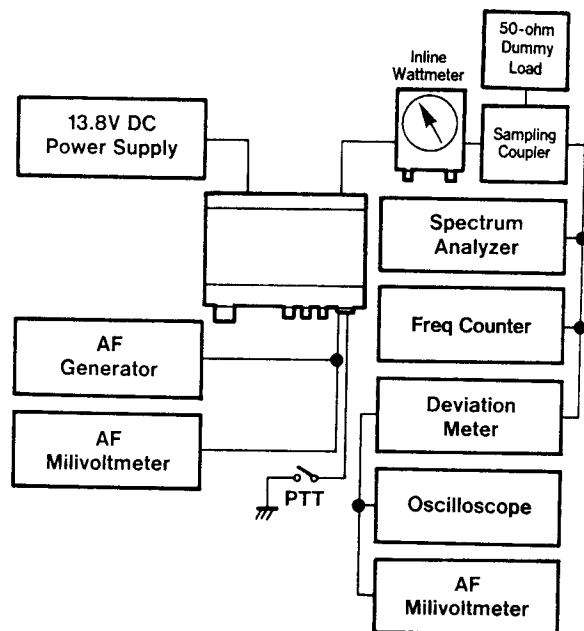 50-ohm
Dummy
Load
Inline
Wattmeter
13.8V DC
Power Supply
Sampling
Coupler
Spectrum
Analyzer
Freq Counter
AF
Generator
Deviation
Meter
AF
Milivoltmeter
PTT
Oscilloscope
AF
Milivoltmeter